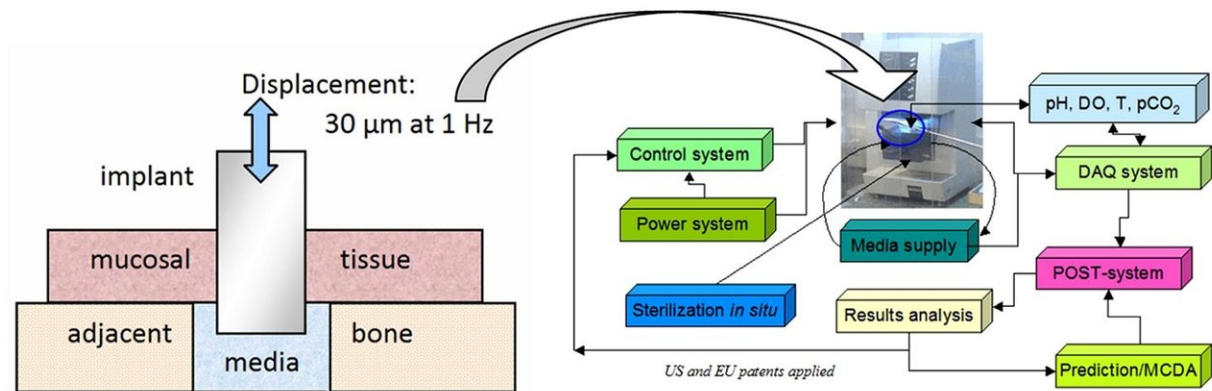 Displacement:
30 µm at 1 Hz
implant
mucosal tissue
adjacent bone
media
pH, DO, T, pCO₂
Control system
DAQ system
Power system
Media supply
POST-system
Sterilization in situ
Results analysis
US and EU patents applied
Prediction/MCDA